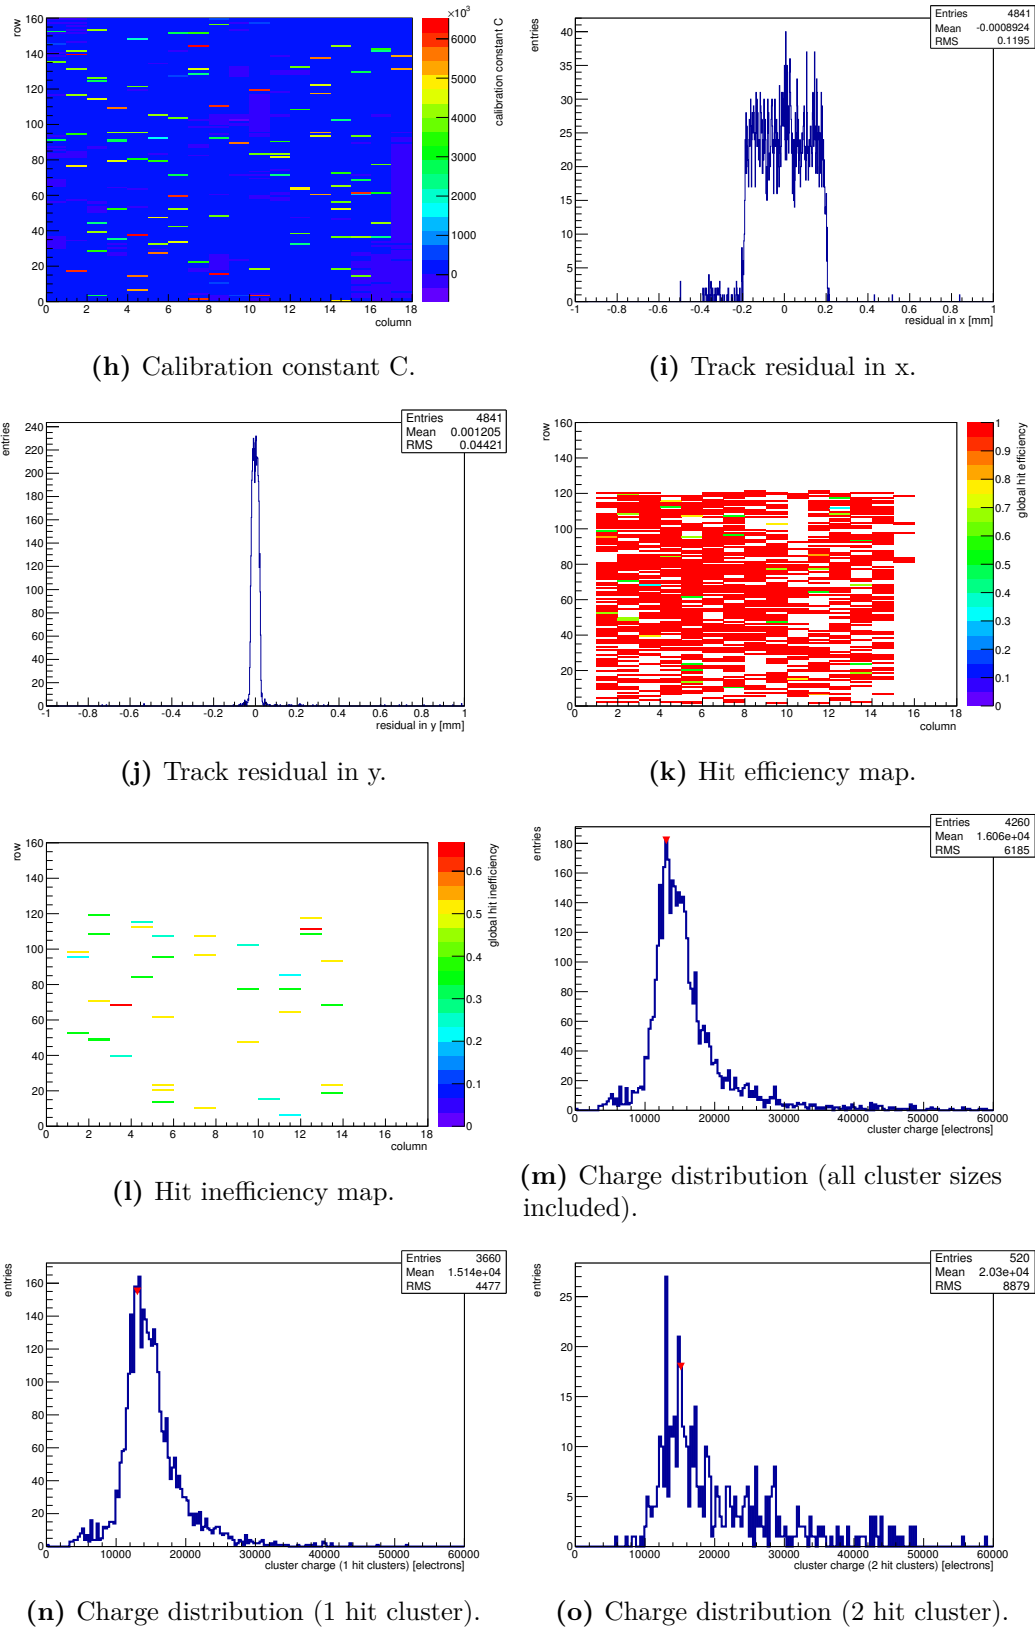 ×10³
row
160
140
120
100
80
60
40
20
0
0 2 4 6 8 10 12 14 16 18
column
6000
5000
4000
3000
2000
1000
0
calibration constant C
(h) Calibration constant C.
entries
Entries 4841
Mean -0.0008924
RMS 0.1195
40
35
30
25
20
15
10
5
0
-1 -0.8 -0.6 -0.4 -0.2 0 0.2 0.4 0.6 0.8 1
residual in x [mm]
(i) Track residual in x.
entries
Entries 4841
Mean 0.001205
RMS 0.04421
240
220
200
180
160
140
120
100
80
60
40
20
0
-1 -0.8 -0.6 -0.4 -0.2 0 0.2 0.4 0.6 0.8 1
residual in y [mm]
(j) Track residual in y.
row
160
140
120
100
80
60
40
20
0
0 2 4 6 8 10 12 14 16 18
column
1
0.9
0.8
0.7
0.6
0.5
0.4
0.3
0.2
0.1
0
global hit efficiency
(k) Hit efficiency map.
row
160
140
120
100
80
60
40
20
0
0 2 4 6 8 10 12 14 16 18
column
0.6
0.5
0.4
0.3
0.2
0.1
0
global hit inefficiency
(l) Hit inefficiency map.
entries
Entries 4260
Mean 1.606e+04
RMS 6185
180
160
140
120
100
80
60
40
20
0
0 10000 20000 30000 40000 50000 60000
cluster charge [electrons]
(m) Charge distribution (all cluster sizes
included).
entries
Entries 3660
Mean 1.514e+04
RMS 4477
160
140
120
100
80
60
40
20
0
0 10000 20000 30000 40000 50000 60000
cluster charge (1 hit clusters) [electrons]
(n) Charge distribution (1 hit cluster).
entries
Entries 520
Mean 2.03e+04
RMS 8879
25
20
15
10
5
0
0 10000 20000 30000 40000 50000 60000
cluster charge (2 hit clusters) [electrons]
(o) Charge distribution (2 hit cluster).